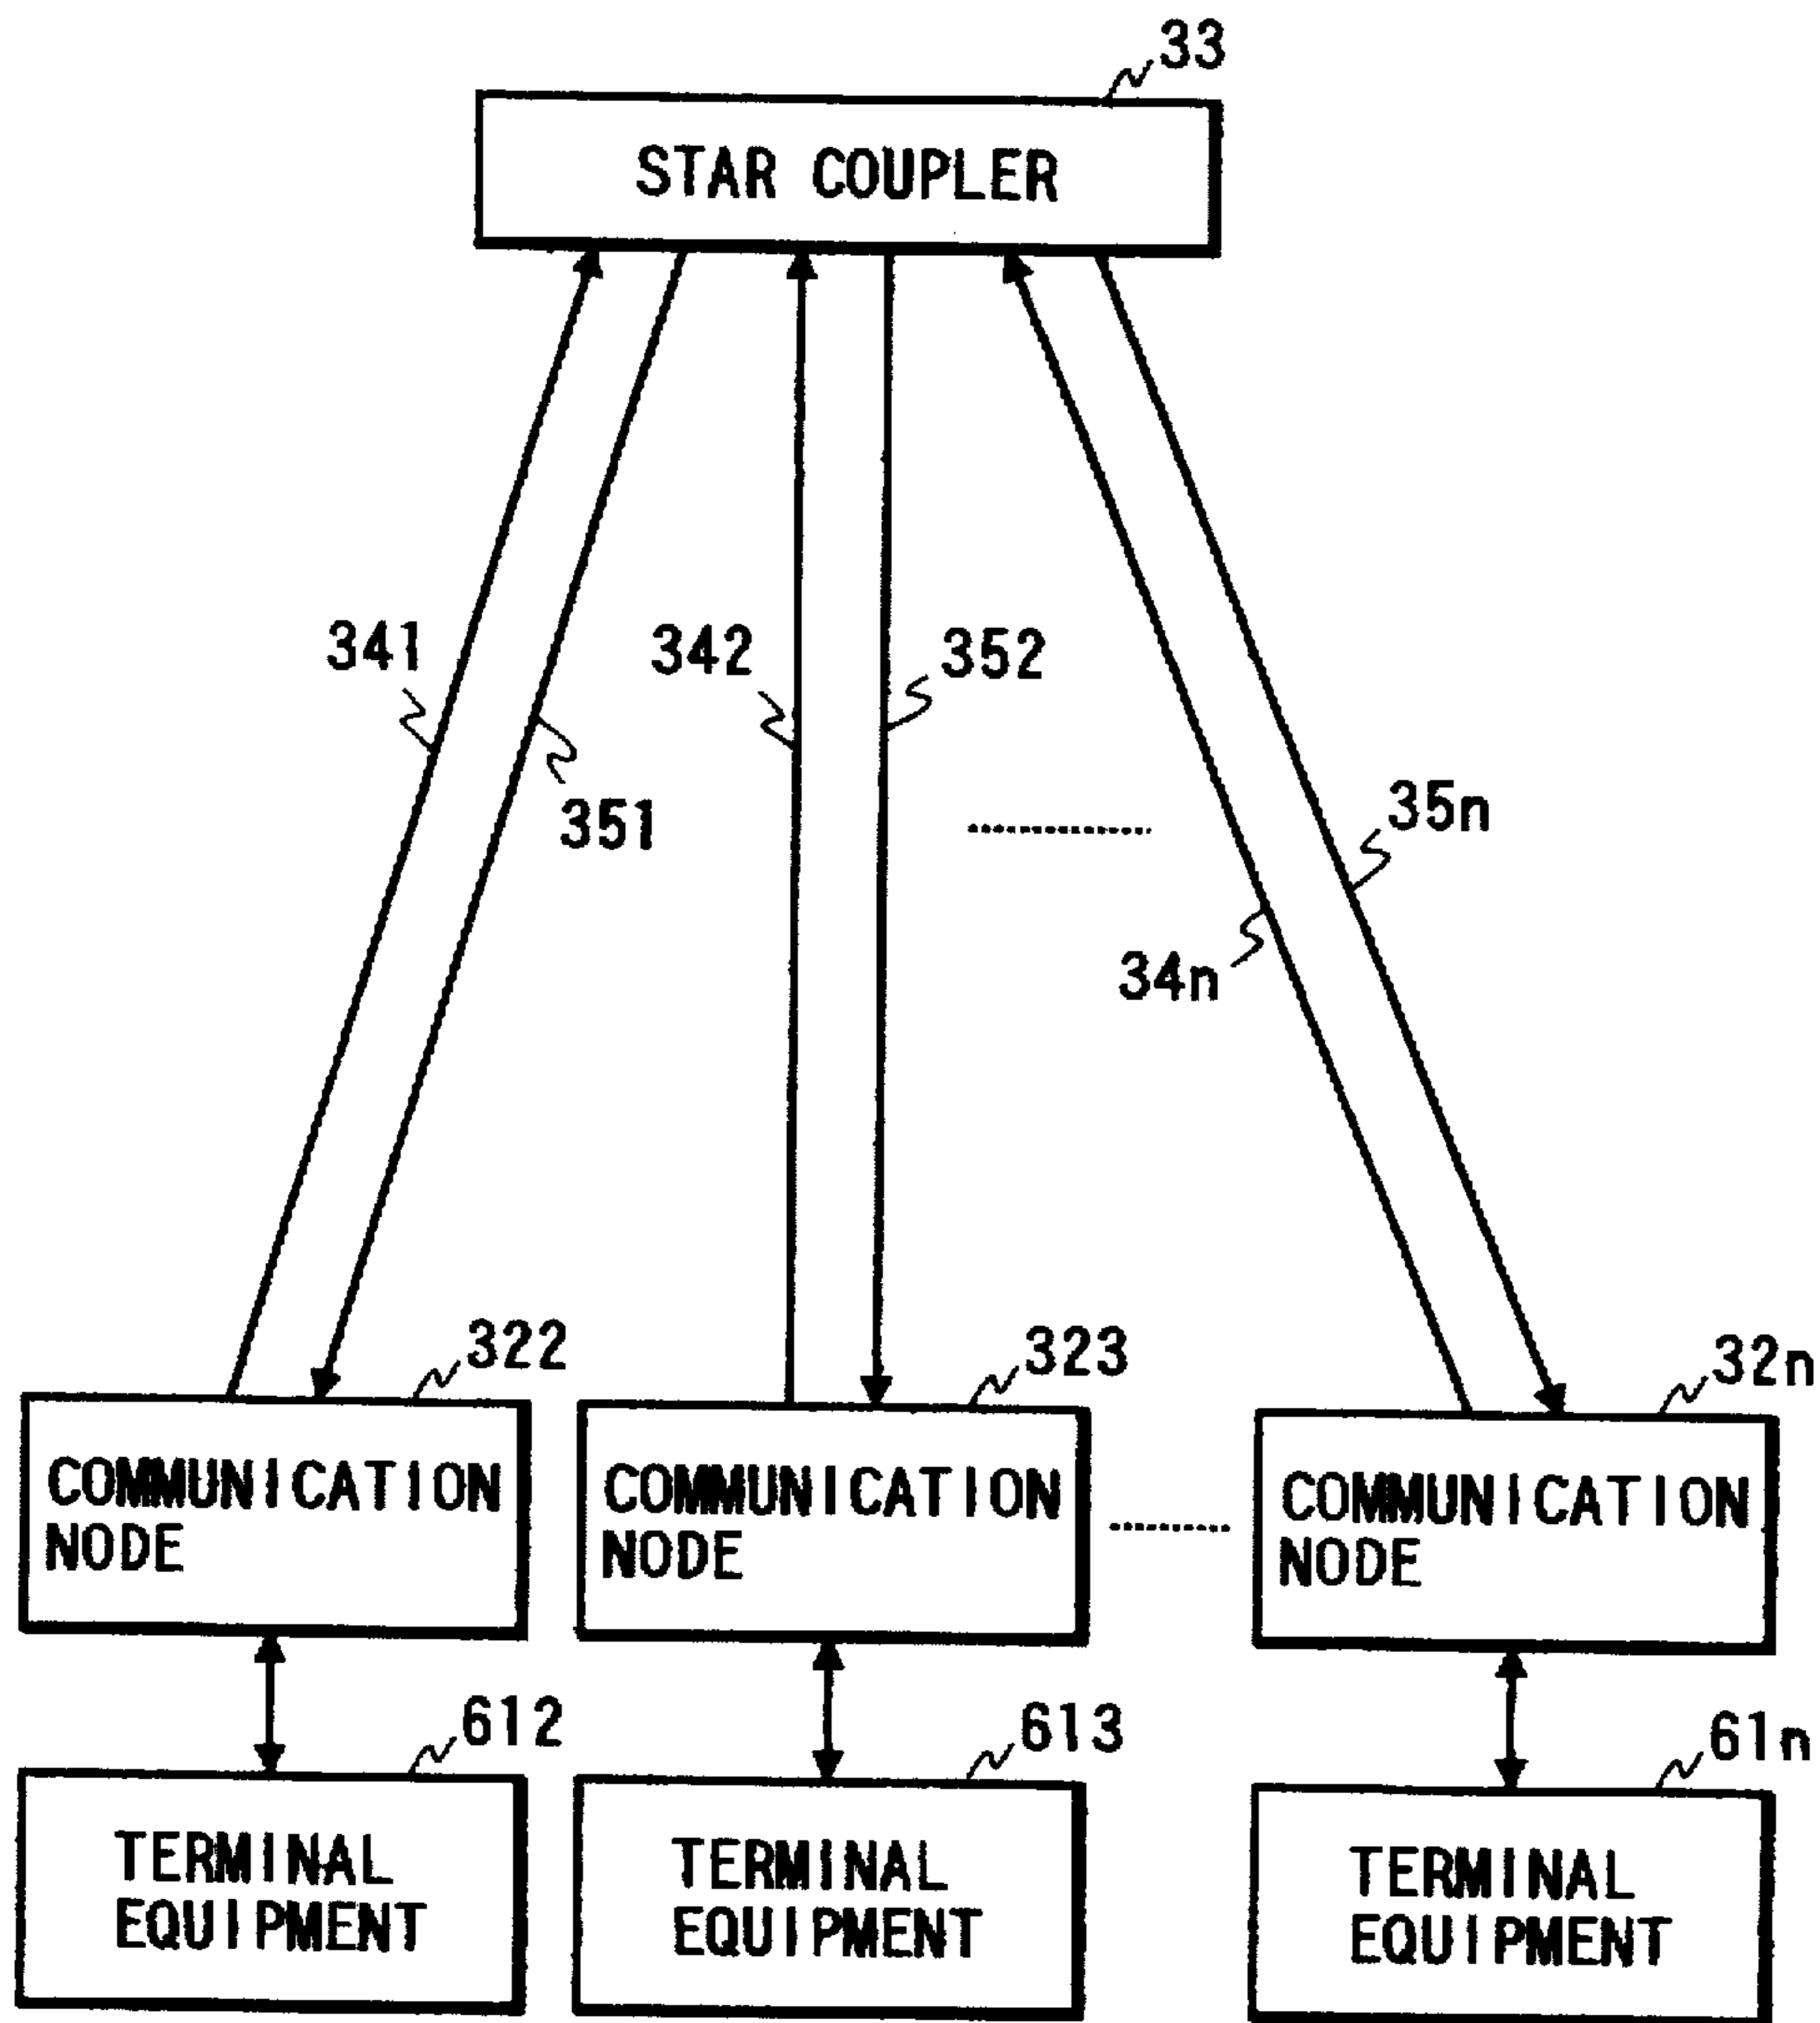 33
STAR COUPLER
341
342
352
351
35n
34n
322
323
32n
COMMUNICATION
NODE
COMMUNICATION
NODE
COMMUNICATION
NODE
612
613
61n
TERMINAL
EQUIPMENT
TERMINAL
EQUIPMENT
TERMINAL
EQUIPMENT